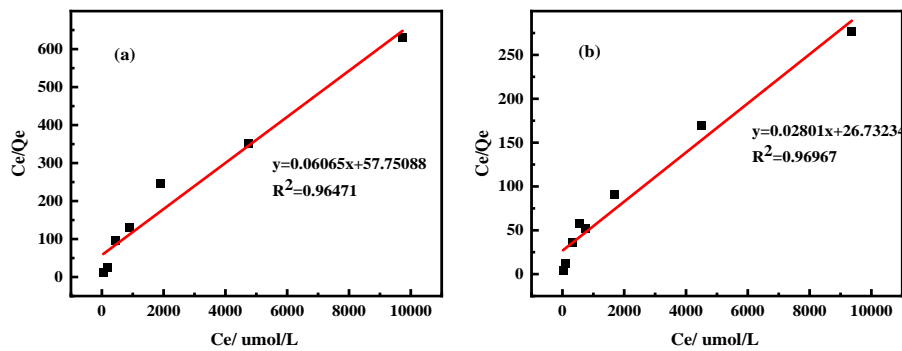 (a)
600
500
400
300
200
100
0
Ce/Qe
y=0.06065x+57.75088
R²=0.96471
0 2000 4000 6000 8000 10000
Ce/ umol/L
(b)
250
200
150
100
50
0
Ce/Qe
y=0.02801x+26.73234
R²=0.96967
0 2000 4000 6000 8000 10000
Ce/ umol/L